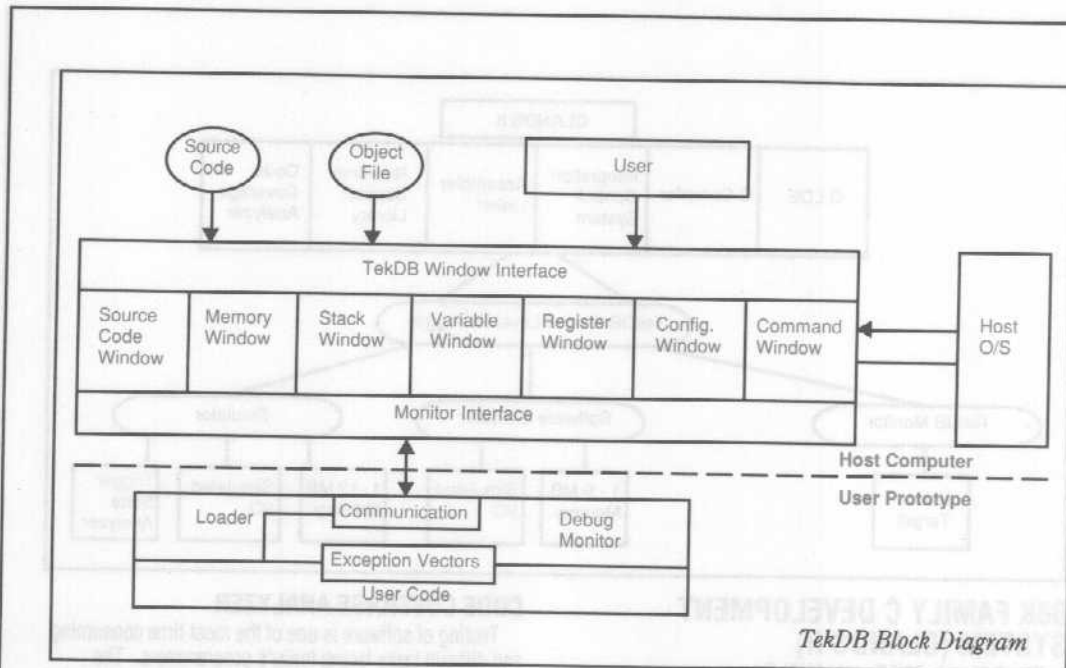 Source
Code
Object
File
User
TekDB Window Interface
Source
Code
Window
Memory
Window
Stack
Window
Variable
Window
Register
Window
Config.
Window
Command
Window
Host
O/S
Monitor Interface
Host Computer
User Prototype
Loader
Communication
Debug
Monitor
Exception Vectors
User Code
TekDB Block Diagram